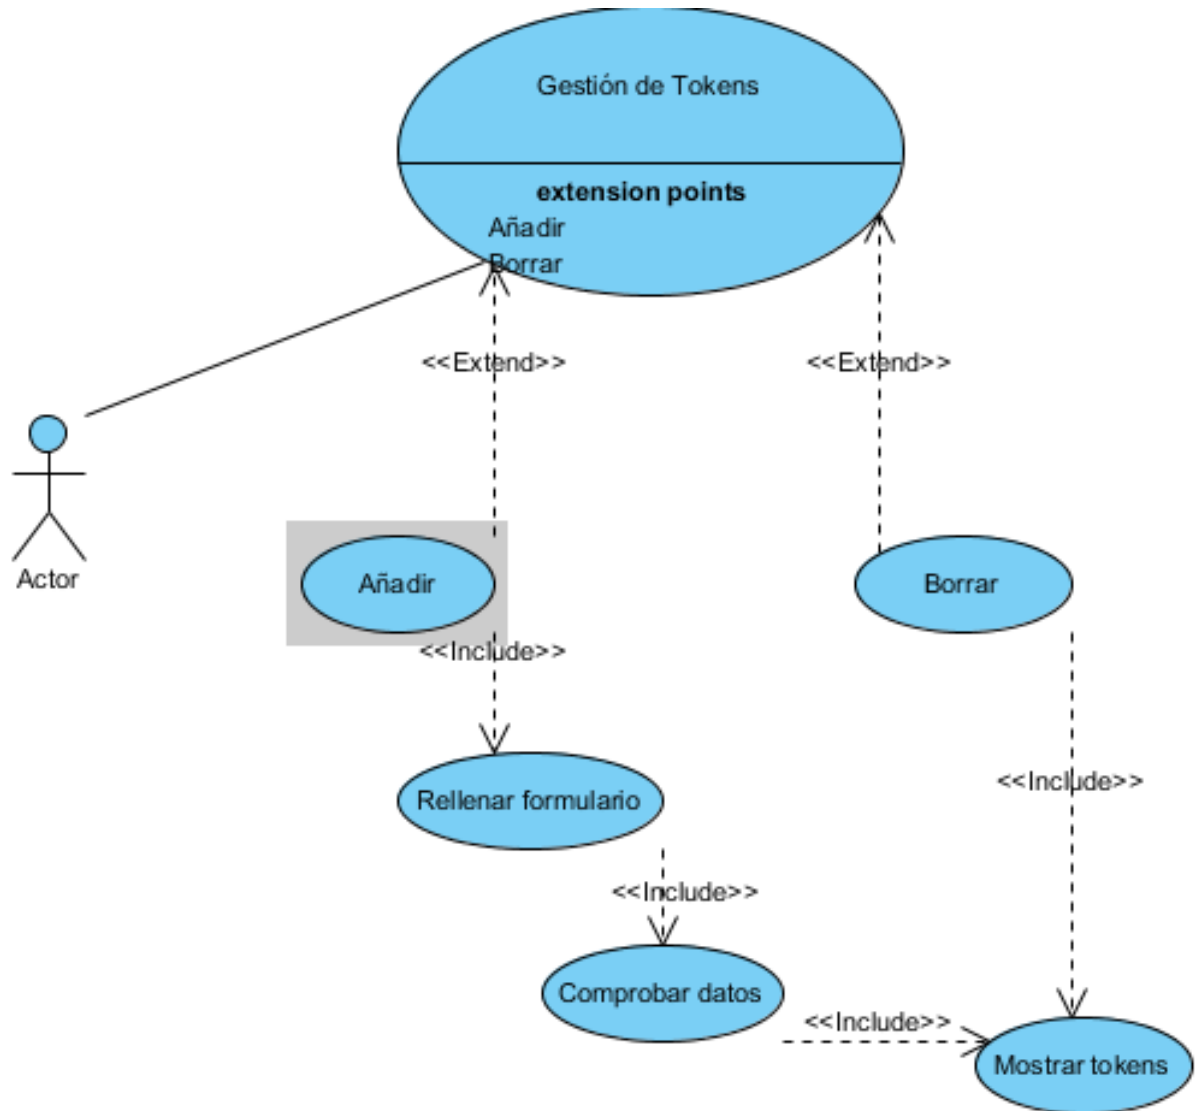 Gestión de Tokens
extension points
Añadir
Borrar
<<Extend>>
<<Extend>>
Actor
Añadir
Borrar
<<Include>>
Rellenar formulario
<<Include>>
<<Include>>
Comprobar datos
<<Include>>
Mostrar tokens